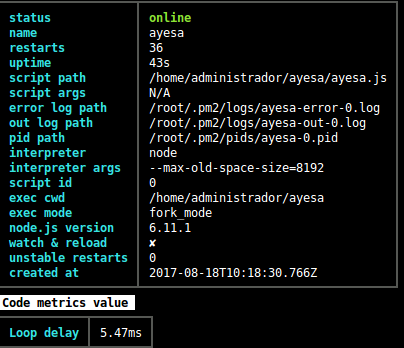 status online
name ayesa
restarts 36
uptime 43s
script path /home/administrador/ayesa/ayesa.js
script args N/A
error log path /root/.pm2/logs/ayesa-error-0.log
out log path /root/.pm2/logs/ayesa-out-0.log
pid path /root/.pm2/pids/ayesa-0.pid
interpreter node
interpreter args --max-old-space-size=8192
script id 0
exec cwd /home/administrador/ayesa
exec mode fork_mode
node.js version 6.11.1
watch & reload ✘
unstable restarts 0
created at 2017-08-18T10:18:30.766Z
Code metrics value
Loop delay 5.47ms